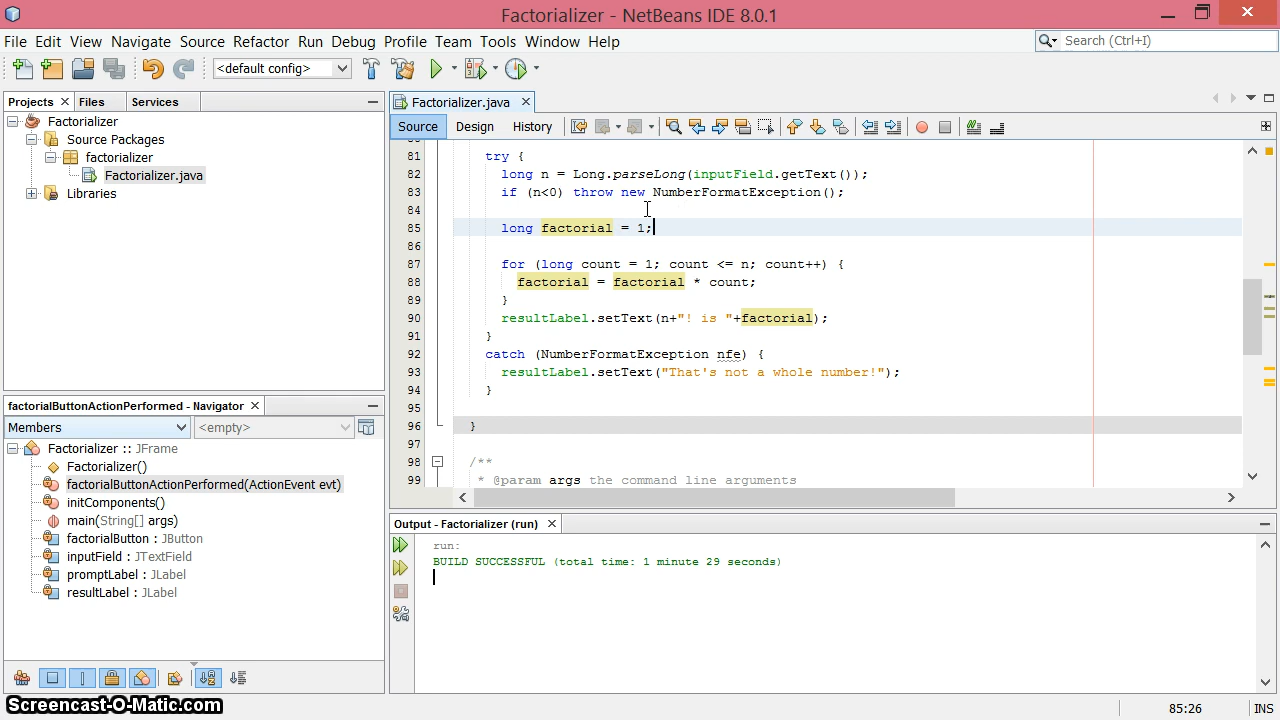 Factorializer - NetBeans IDE 8.0.1
File Edit View Navigate Source Refactor Run Debug Profile Team Tools Window Help
Search (Ctrl+I)
<default config>
Projects Files Services
Factorializer
Source Packages
factorializer
Factorializer.java
Libraries
factorialButtonActionPerformed - Navigator
Members <empty>
Factorializer :: JFrame
Factorializer()
factorialButtonActionPerformed(ActionEvent evt)
initComponents()
main(String[] args)
factorialButton : JButton
inputField : JTextField
promptLabel : JLabel
resultLabel : JLabel
Factorializer.java
Source Design History
81 try {
82 long n = Long.parseLong(inputField.getText());
83 if (n<0) throw new NumberFormatException();
84
85 long factorial = 1;
86
87 for (long count = 1; count <= n; count++) {
88 factorial = factorial * count;
89 }
90 resultLabel.setText(n+"! is "+factorial);
91 }
92 catch (NumberFormatException nfe) {
93 resultLabel.setText("That's not a whole number!");
94 }
95
96 }
97
98 /**
99 * @param args the command line arguments
Output - Factorializer (run)
run:
BUILD SUCCESSFUL (total time: 1 minute 29 seconds)
Screencast-O-Matic.com
85:26 INS